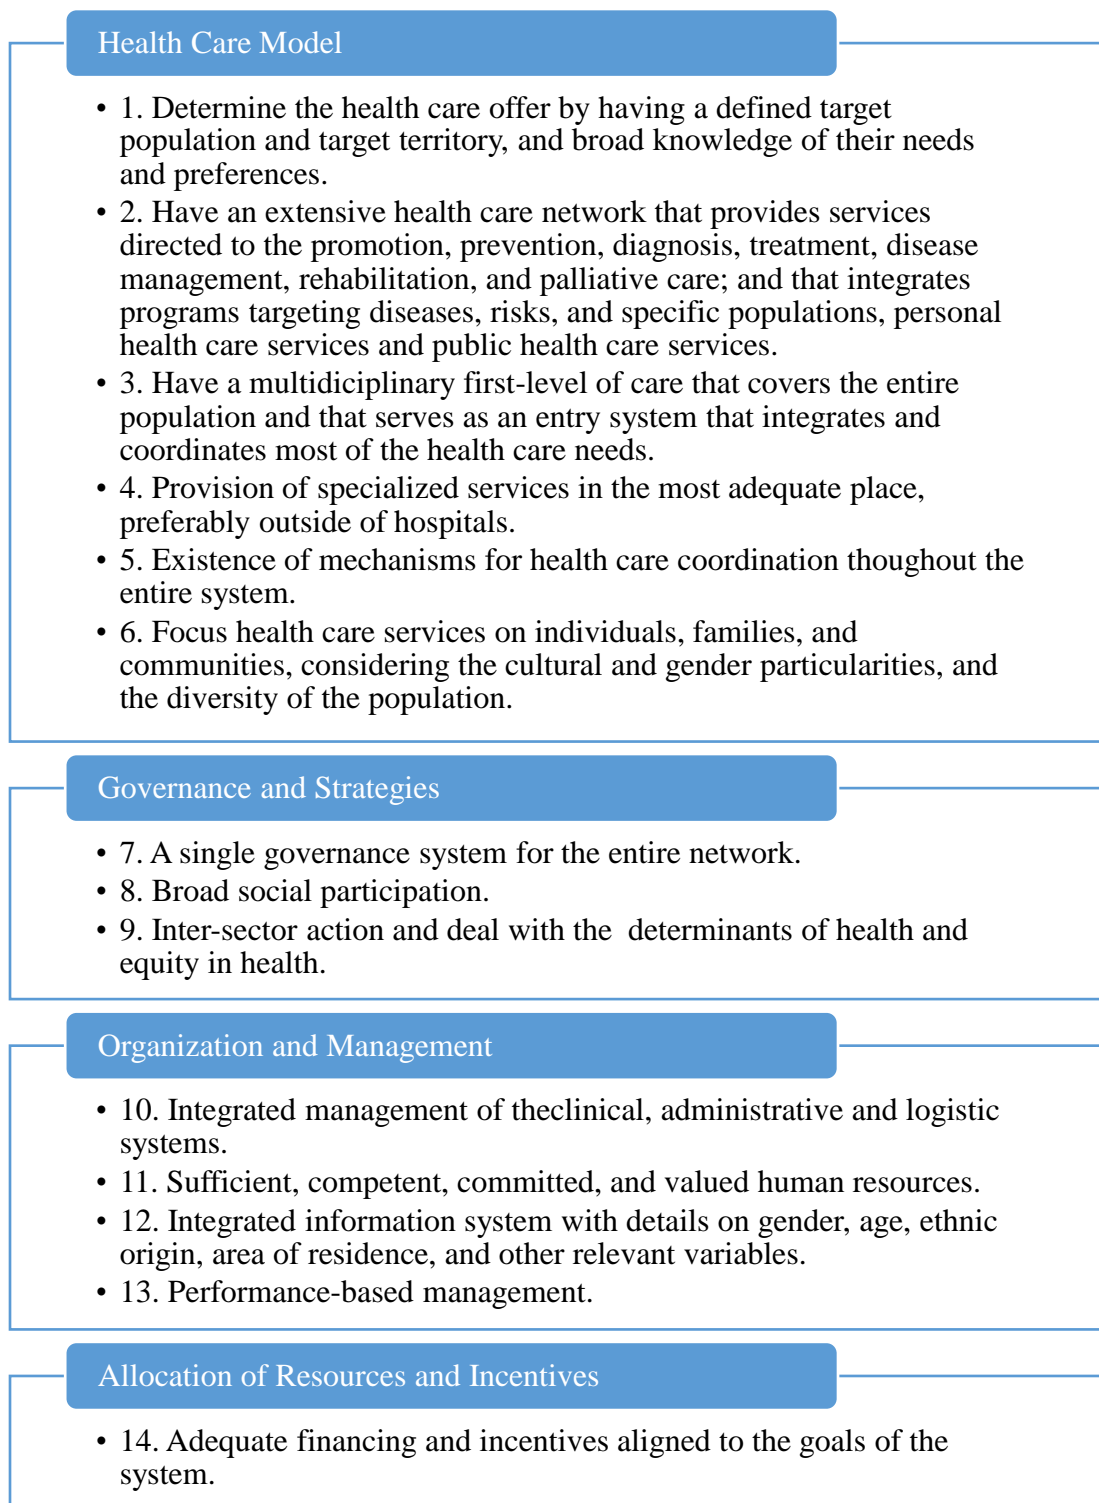 Health Care Model
• 1. Determine the health care offer by having a defined target
population and target territory, and broad knowledge of their needs
and preferences.
• 2. Have an extensive health care network that provides services
directed to the promotion, prevention, diagnosis, treatment, disease
management, rehabilitation, and palliative care; and that integrates
programs targeting diseases, risks, and specific populations, personal
health care services and public health care services.
• 3. Have a multidiciplinary first-level of care that covers the entire
population and that serves as an entry system that integrates and
coordinates most of the health care needs.
• 4. Provision of specialized services in the most adequate place,
preferably outside of hospitals.
• 5. Existence of mechanisms for health care coordination thoughout the
entire system.
• 6. Focus health care services on individuals, families, and
communities, considering the cultural and gender particularities, and
the diversity of the population.
Governance and Strategies
• 7. A single governance system for the entire network.
• 8. Broad social participation.
• 9. Inter-sector action and deal with the  determinants of health and
equity in health.
Organization and Management
• 10. Integrated management of theclinical, administrative and logistic
systems.
• 11. Sufficient, competent, committed, and valued human resources.
• 12. Integrated information system with details on gender, age, ethnic
origin, area of residence, and other relevant variables.
• 13. Performance-based management.
Allocation of Resources and Incentives
• 14. Adequate financing and incentives aligned to the goals of the
system.